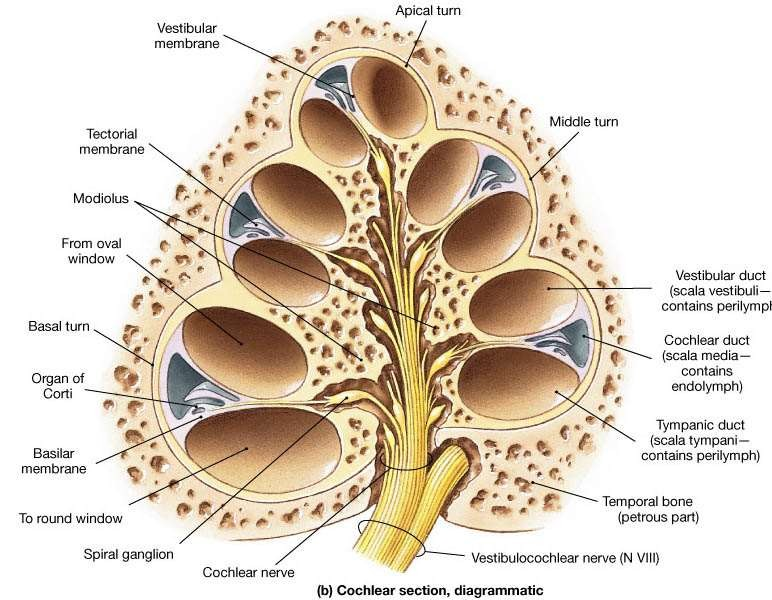 Apical turn
Vestibular
membrane
Middle turn
Tectorial
membrane
Modiolus
From oval
window
Vestibular duct
(scala vestibuli—
contains perilymph
Basal turn
Cochlear duct
(scala media—
contains
endolymph)
Organ of
Corti
Tympanic duct
(scala tympani—
contains perilymph)
Basilar
membrane
Temporal bone
(petrous part)
To round window
Spiral ganglion
Cochlear nerve
Vestibulocochlear nerve (N VIII)
(b) Cochlear section, diagrammatic